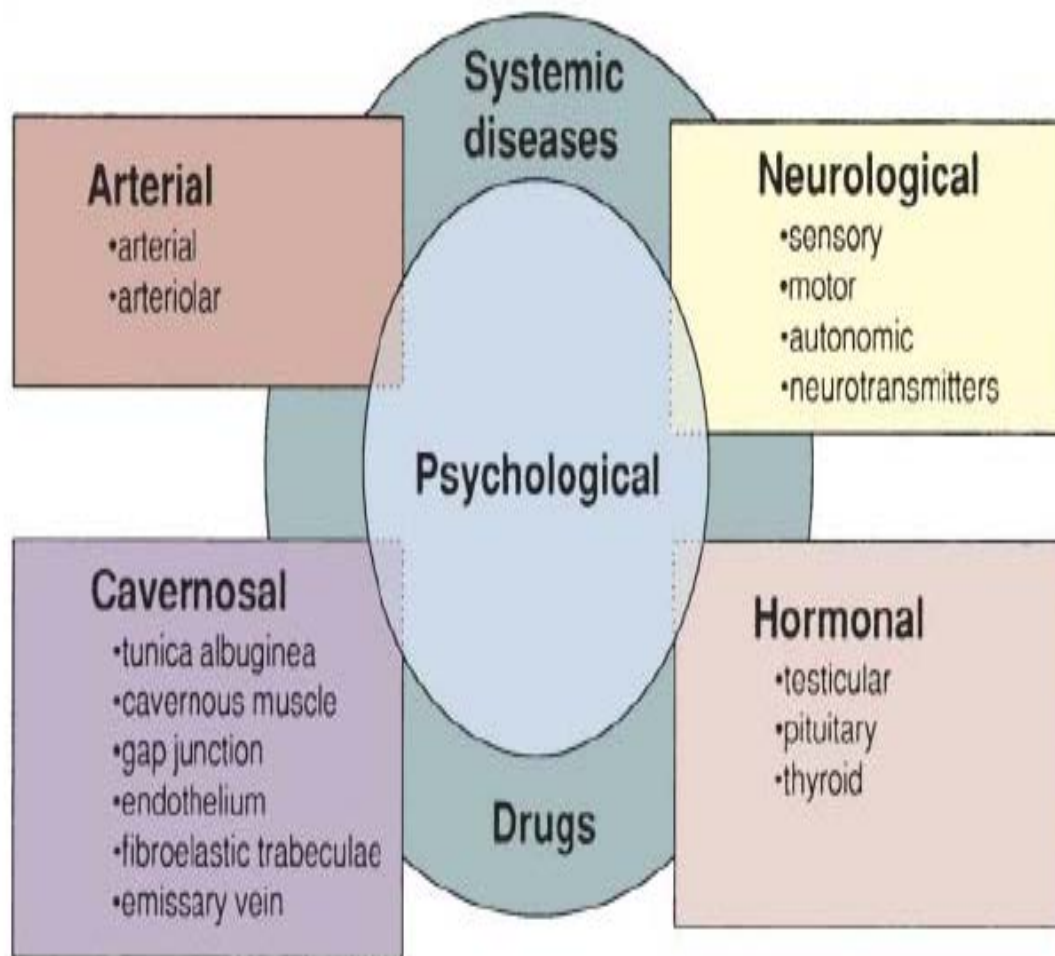 Systemic
diseases
Arterial
•arterial
•arteriolar
Neurological
•sensory
•motor
•autonomic
•neurotransmitters
Psychological
Cavernosal
•tunica albuginea
•cavernous muscle
•gap junction
•endothelium
•fibroelastic trabeculae
•emissary vein
Hormonal
•testicular
•pituitary
•thyroid
Drugs